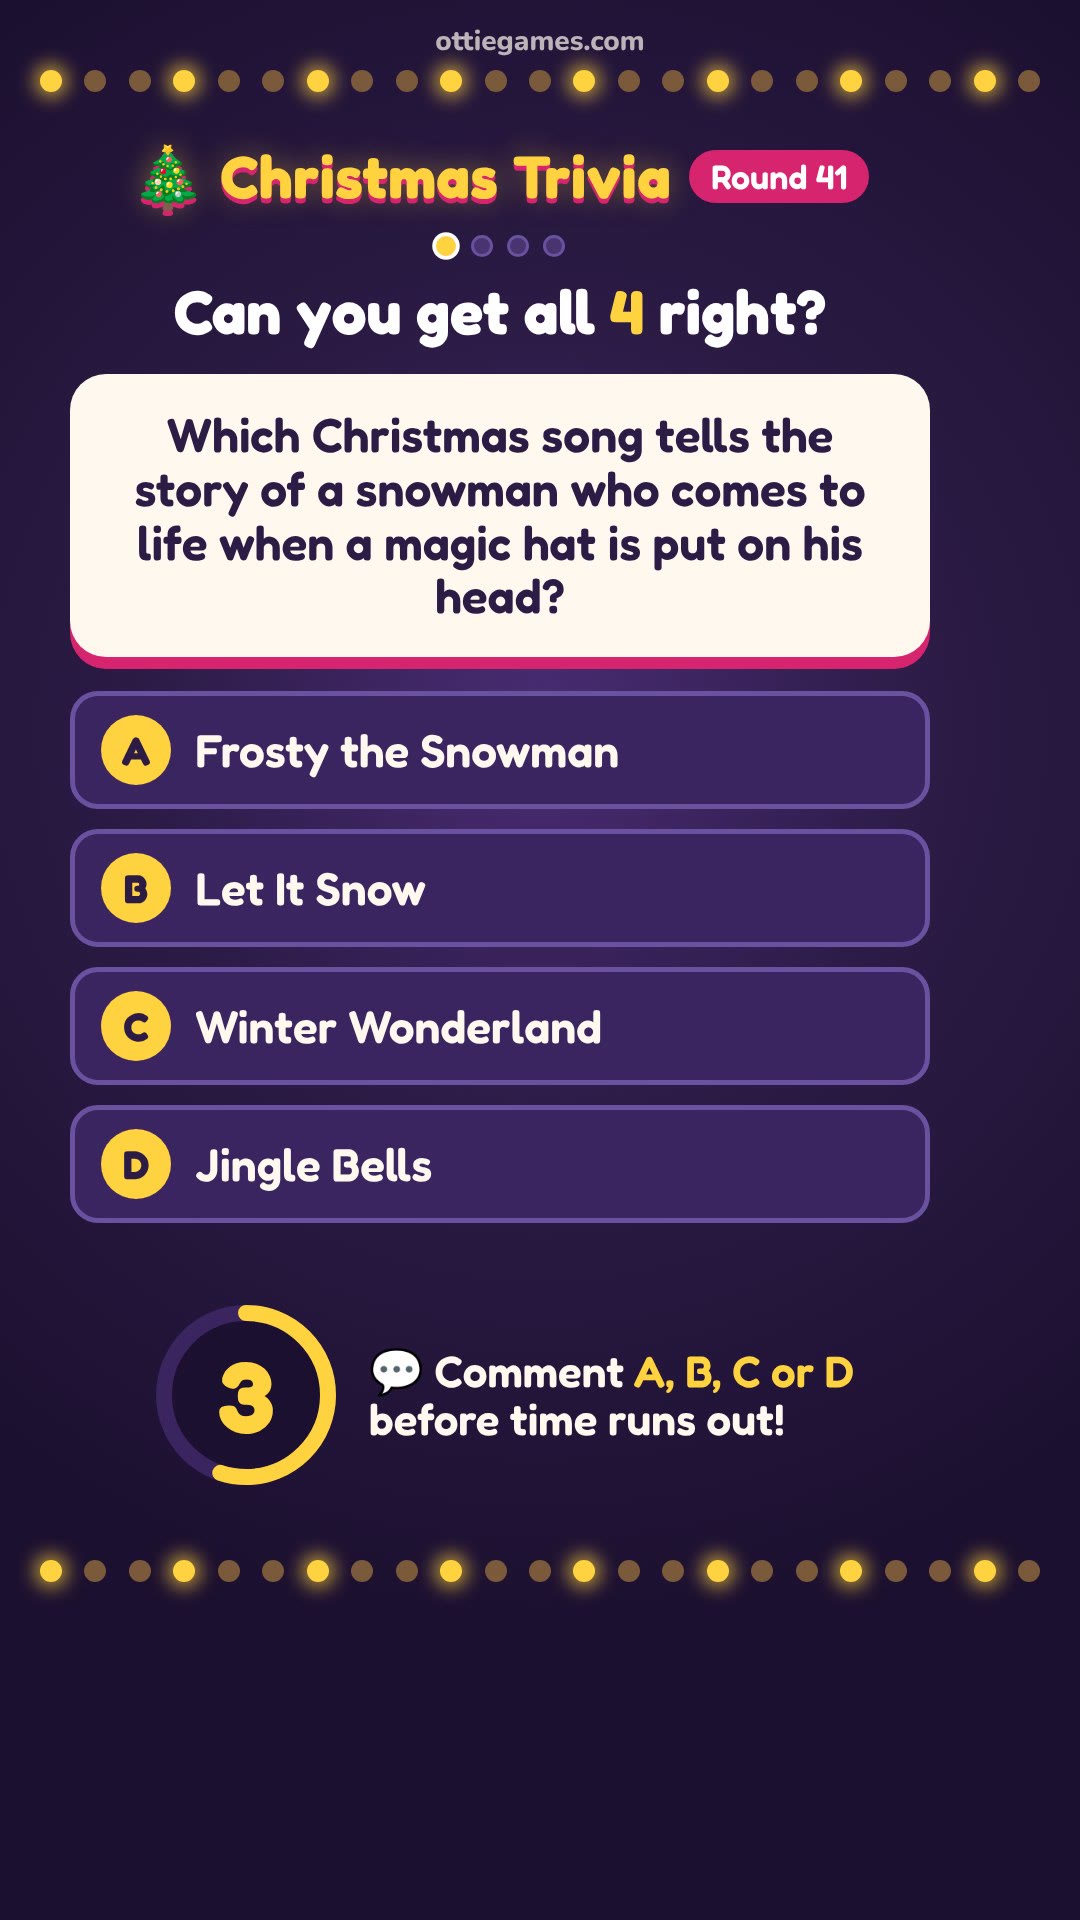 ottiegames.com
Christmas Trivia Round 41
Can you get all 4 right?
Which Christmas song tells the
story of a snowman who comes to
life when a magic hat is put on his
head?
A Frosty the Snowman
B Let It Snow
C Winter Wonderland
D Jingle Bells
3
Comment A, B, C or D
before time runs out!